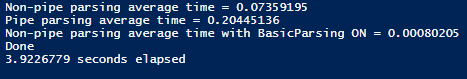 Non-pipe parsing average time = 0.07359195
Pipe parsing average time = 0.20445136
Non-pipe parsing average time with BasicParsing ON = 0.00080205
Done
3.9226779 seconds elapsed